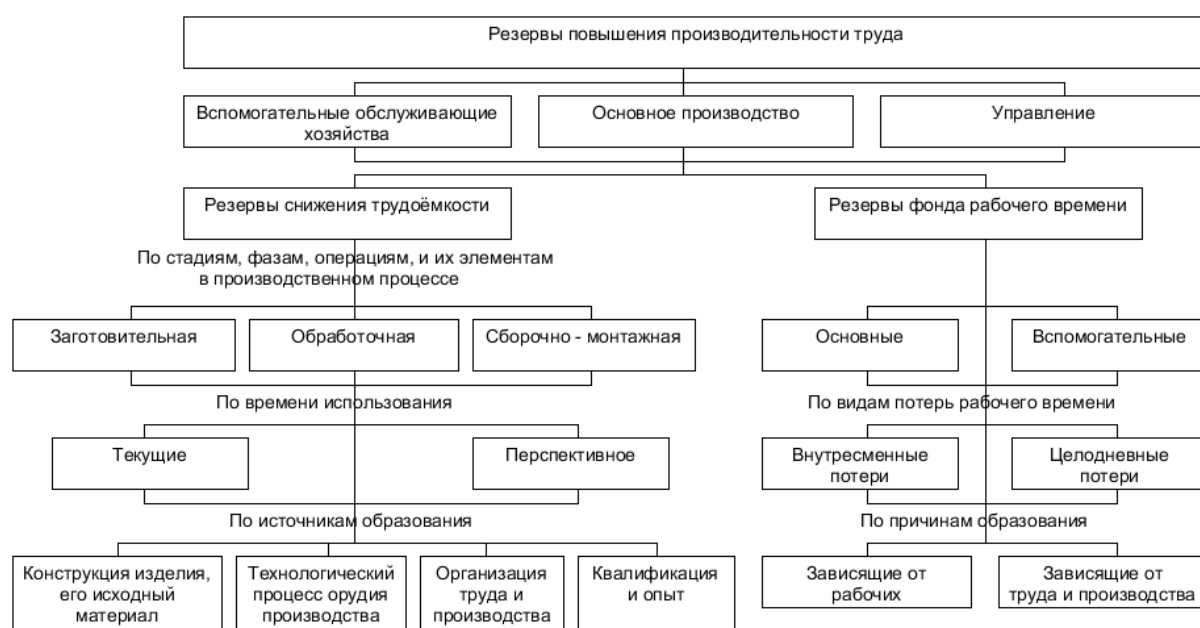 Резервы повышения производительности труда
Вспомогательные обслуживающие
хозяйства
Основное производство
Управление
Резервы снижения трудоёмкости
Резервы фонда рабочего времени
По стадиям, фазам, операциям, и их элементам
в производственном процессе
Заготовительная
Обработочная
Сборочно - монтажная
Основные
Вспомогательные
По времени использования
По видам потерь рабочего времени
Текущие
Перспективное
Внутресменные
потери
Целодневные
потери
По источникам образования
По причинам образования
Конструкция изделия,
его исходный
материал
Технологический
процесс орудия
производства
Организация
труда и
производства
Квалификация
и опыт
Зависящие от
рабочих
Зависящие от
труда и производства